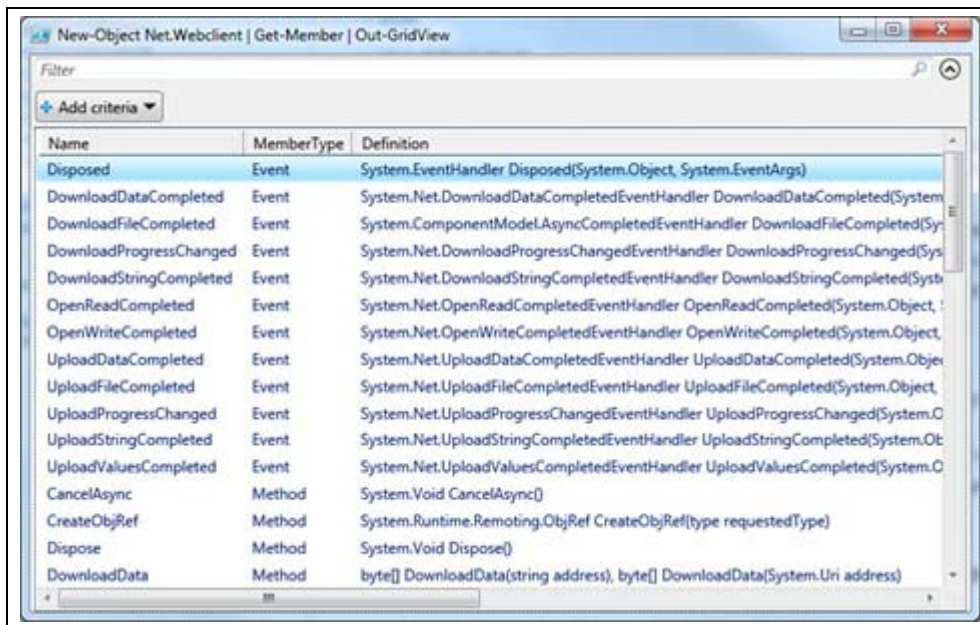 New-Object Net.Webclient | Get-Member | Out-GridView
Filter
Add criteria
Name MemberType Definition
Disposed Event System.EventHandler Disposed(System.Object, System.EventArgs)
DownloadDataCompleted Event System.Net.DownloadDataCompletedEventHandler DownloadDataCompleted(System
DownloadFileCompleted Event System.ComponentModel.AsyncCompletedEventHandler DownloadFileCompleted(Sy
DownloadProgressChanged Event System.Net.DownloadProgressChangedEventHandler DownloadProgressChanged(Sys
DownloadStringCompleted Event System.Net.DownloadStringCompletedEventHandler DownloadStringCompleted(Syst
OpenReadCompleted Event System.Net.OpenReadCompletedEventHandler OpenReadCompleted(System.Object,
OpenWriteCompleted Event System.Net.OpenWriteCompletedEventHandler OpenWriteCompleted(System.Object,
UploadDataCompleted Event System.Net.UploadDataCompletedEventHandler UploadDataCompleted(System.Obje
UploadFileCompleted Event System.Net.UploadFileCompletedEventHandler UploadFileCompleted(System.Object,
UploadProgressChanged Event System.Net.UploadProgressChangedEventHandler UploadProgressChanged(System.O
UploadStringCompleted Event System.Net.UploadStringCompletedEventHandler UploadStringCompleted(System.Ob
UploadValuesCompleted Event System.Net.UploadValuesCompletedEventHandler UploadValuesCompleted(System.O
CancelAsync Method System.Void CancelAsync()
CreateObjRef Method System.Runtime.Remoting.ObjRef CreateObjRef(type requestedType)
Dispose Method System.Void Dispose()
DownloadData Method byte[] DownloadData(string address), byte[] DownloadData(System.Uri address)